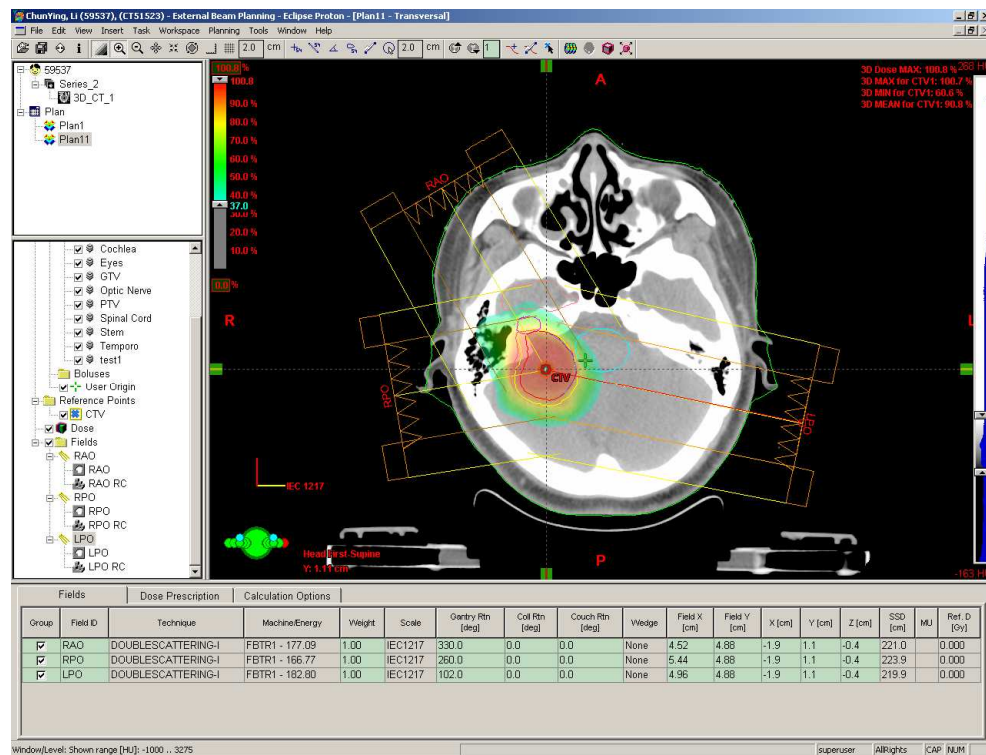 ChunYing, Li (59537), (CT51523) - External Beam Planning - Eclipse Proton - [Plan11 - Transversal]
File Edit View Insert Task Workspace Planning Tools Window Help
2.0 cm 2.0 cm 1
59537
Series_2
3D_CT_1
Plan
Plan1
Plan11
Cochlea
Eyes
GTV
Optic Nerve
PTV
Spinal Cord
Stem
Temporo
test1
Boluses
User Origin
Reference Points
CTV
Dose
Fields
RAO
RAO
RAO RC
RPO
RPO
RPO RC
LPO
LPO
LPO RC
100.8 %
100.8
90.0 %
80.0 %
70.0 %
60.0 %
50.0 %
40.0 %
37.0
30.0 %
20.0 %
10.0 %
0.0 %
A
3D Dose MAX: 100.8 %
3D MAX for CTV1: 100.7 %
3D MIN for CTV1: 60.6 %
3D MEAN for CTV1: 90.8 %
268 HU
RAO
R
L
CTV
RPO
LPO
IEC 1217
Head first-Supine
Y: 1.11 cm
P
-163 HU
Fields Dose Prescription Calculation Options
Group Field ID Technique Machine/Energy Weight Scale Gantry Rtn [deg] Coll Rtn [deg] Couch Rtn [deg] Wedge Field X [cm] Field Y [cm] X [cm] Y [cm] Z [cm] SSD [cm] MU Ref. D [Gy]
RAO DOUBLESCATTERING-I FBTR1 - 177.09 1.00 IEC1217 330.0 0.0 0.0 None 4.52 4.88 -1.9 1.1 -0.4 221.0 0.000
RPO DOUBLESCATTERING-I FBTR1 - 166.77 1.00 IEC1217 260.0 0.0 0.0 None 5.44 4.88 -1.9 1.1 -0.4 223.9 0.000
LPO DOUBLESCATTERING-I FBTR1 - 182.80 1.00 IEC1217 102.0 0.0 0.0 None 4.96 4.88 -1.9 1.1 -0.4 219.9 0.000
Window/Level: Shown range [HU]: -1000 .. 3275
superuser AllRights CAP NUM